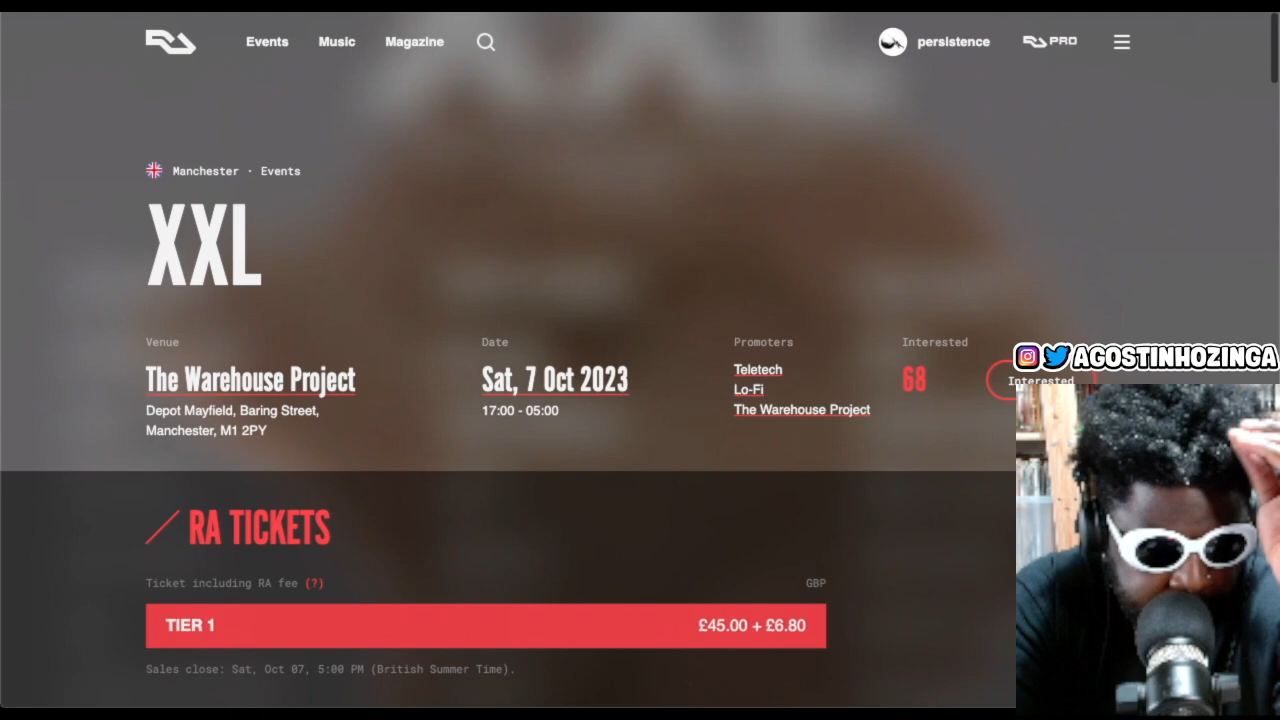 Events Music Magazine
persistence
PRO
Manchester · Events
XXL
Venue
The Warehouse Project
Depot Mayfield, Baring Street,
Manchester, M1 2PY
Date
Sat, 7 Oct 2023
17:00 - 05:00
Promoters
Teletech
Lo-Fi
The Warehouse Project
Interested
68
Interested
AGOSTINHOZINGA
RA TICKETS
Ticket including RA fee (?) GBP
TIER 1 £45.00 + £6.80
Sales close: Sat, Oct 07, 5:00 PM (British Summer Time).